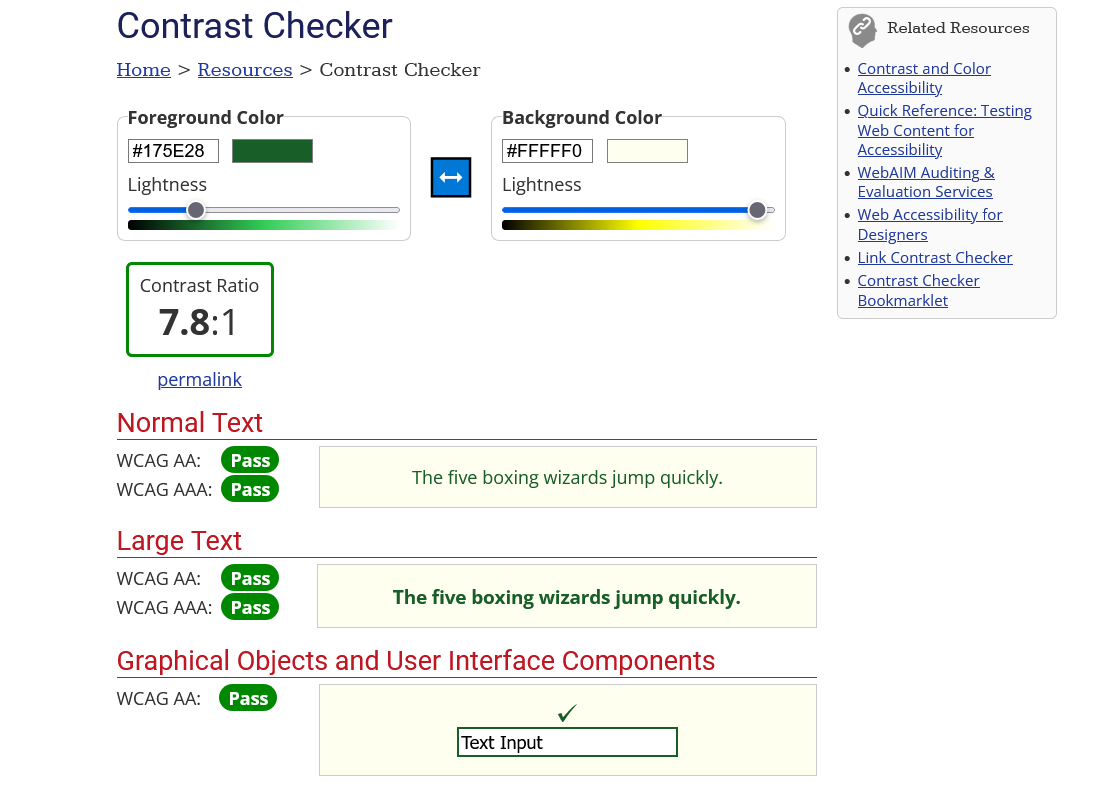 Contrast Checker
Home > Resources > Contrast Checker
Foreground Color
#175E28
Lightness
Background Color
#FFFFF0
Lightness
Contrast Ratio
7.8:1
permalink
Normal Text
WCAG AA: Pass
WCAG AAA: Pass
The five boxing wizards jump quickly.
Large Text
WCAG AA: Pass
WCAG AAA: Pass
The five boxing wizards jump quickly.
Graphical Objects and User Interface Components
WCAG AA: Pass
Text Input
Related Resources
Contrast and Color
Accessibility
Quick Reference: Testing
Web Content for
Accessibility
WebAIM Auditing &
Evaluation Services
Web Accessibility for
Designers
Link Contrast Checker
Contrast Checker
Bookmarklet